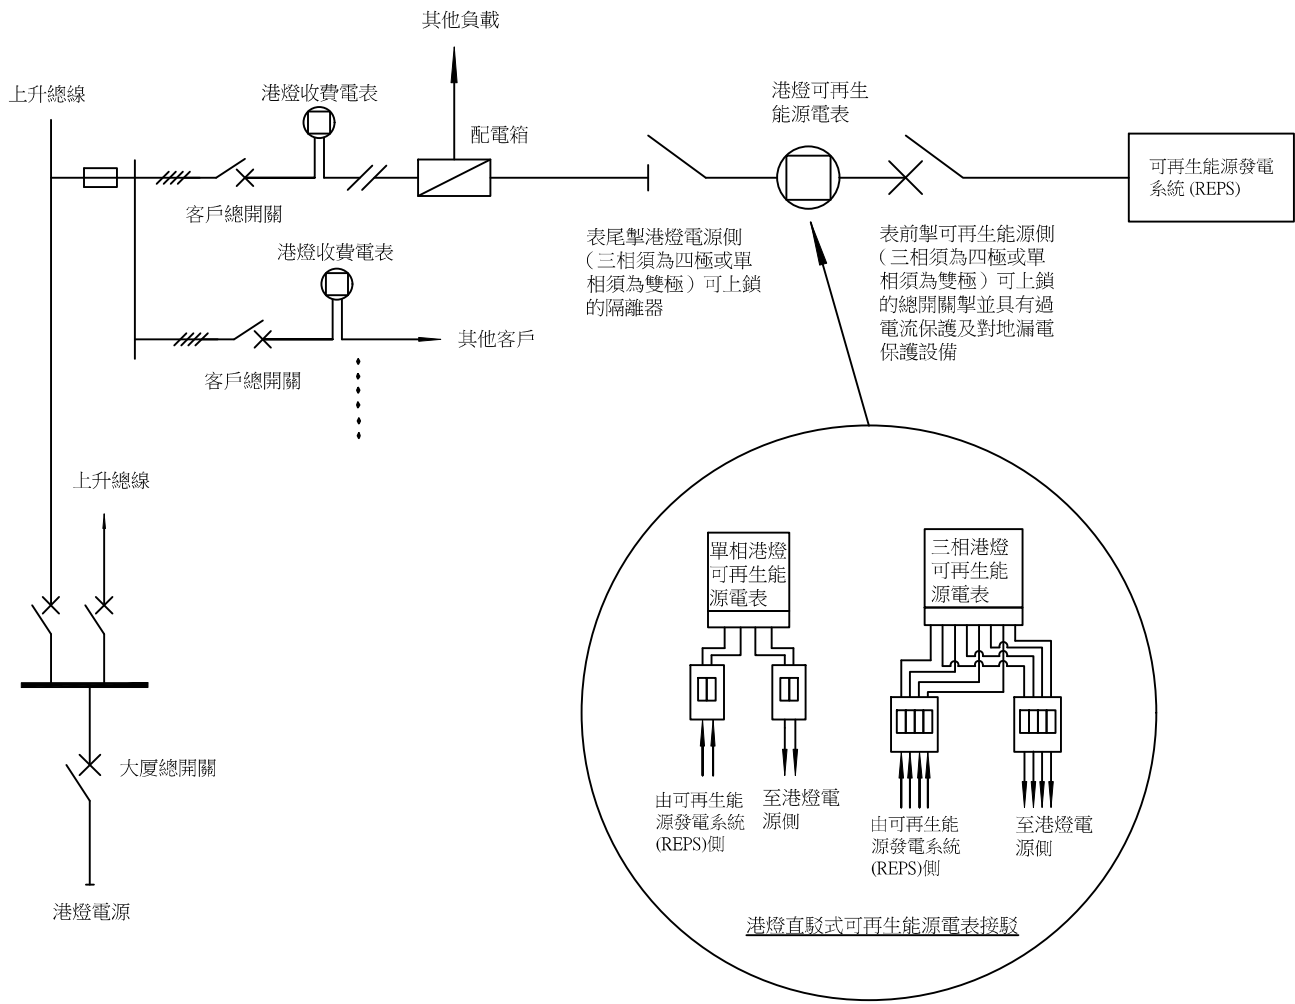 其他負載
上升總線
港燈收費電表
配電箱
客戶總開關
港燈可再生
能源電表
可再生能源發電
系統 (REPS)
港燈收費電表
其他客戶
客戶總開關
表尾掣港燈電源側
（三相須為四極或單
相須為雙極）可上鎖
的隔離器
表前掣可再生能源側
（三相須為四極或單
相須為雙極）可上鎖
的總開關掣並具有過
電流保護及對地漏電
保護設備
上升總線
大厦總開關
港燈電源
單相港燈
可再生能
源電表
三相港燈
可再生能
源電表
由可再生能
源發電系統
(REPS)側
至港燈電
源側
由可再生能
源發電系統
(REPS)側
至港燈電
源側
港燈直駁式可再生能源電表接駁